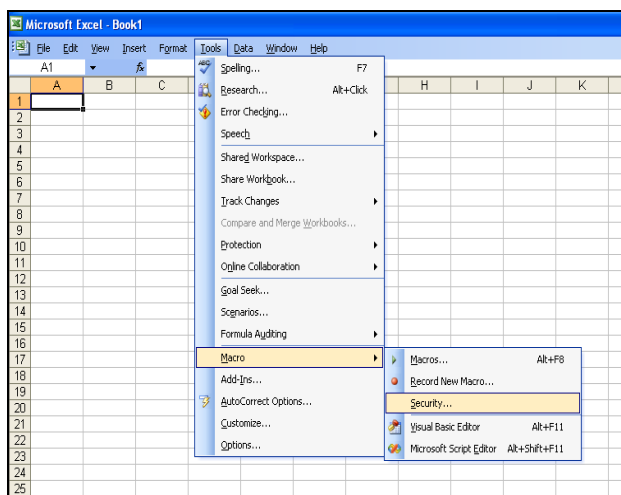 Microsoft Excel - Book1
File Edit View Insert Format Tools Data Window Help
A1 fx
A B C H I J K
1
2
3
4
5
6
7
8
9
10
11
12
13
14
15
16
17
18
19
20
21
22
23
24
25
ABC Spelling... F7
Research... Alt+Click
Error Checking...
Speech
Shared Workspace...
Share Workbook...
Track Changes
Compare and Merge Workbooks...
Protection
Online Collaboration
Goal Seek...
Scenarios...
Formula Auditing
Macro
Add-Ins...
AutoCorrect Options...
Customize...
Options...
Macros... Alt+F8
Record New Macro...
Security...
Visual Basic Editor Alt+F11
Microsoft Script Editor Alt+Shift+F11